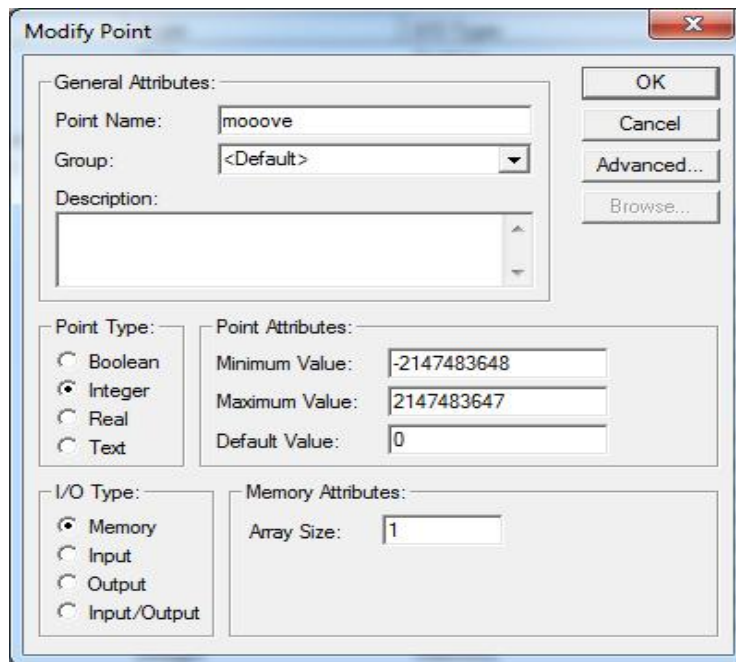 Modify Point
General Attributes:
OK
Point Name: mooove
Cancel
Group: <Default>
Advanced...
Description:
Browse...
Point Type:
Boolean
Integer
Real
Text
Point Attributes:
Minimum Value: -2147483648
Maximum Value: 2147483647
Default Value: 0
I/O Type:
Memory
Input
Output
Input/Output
Memory Attributes:
Array Size: 1